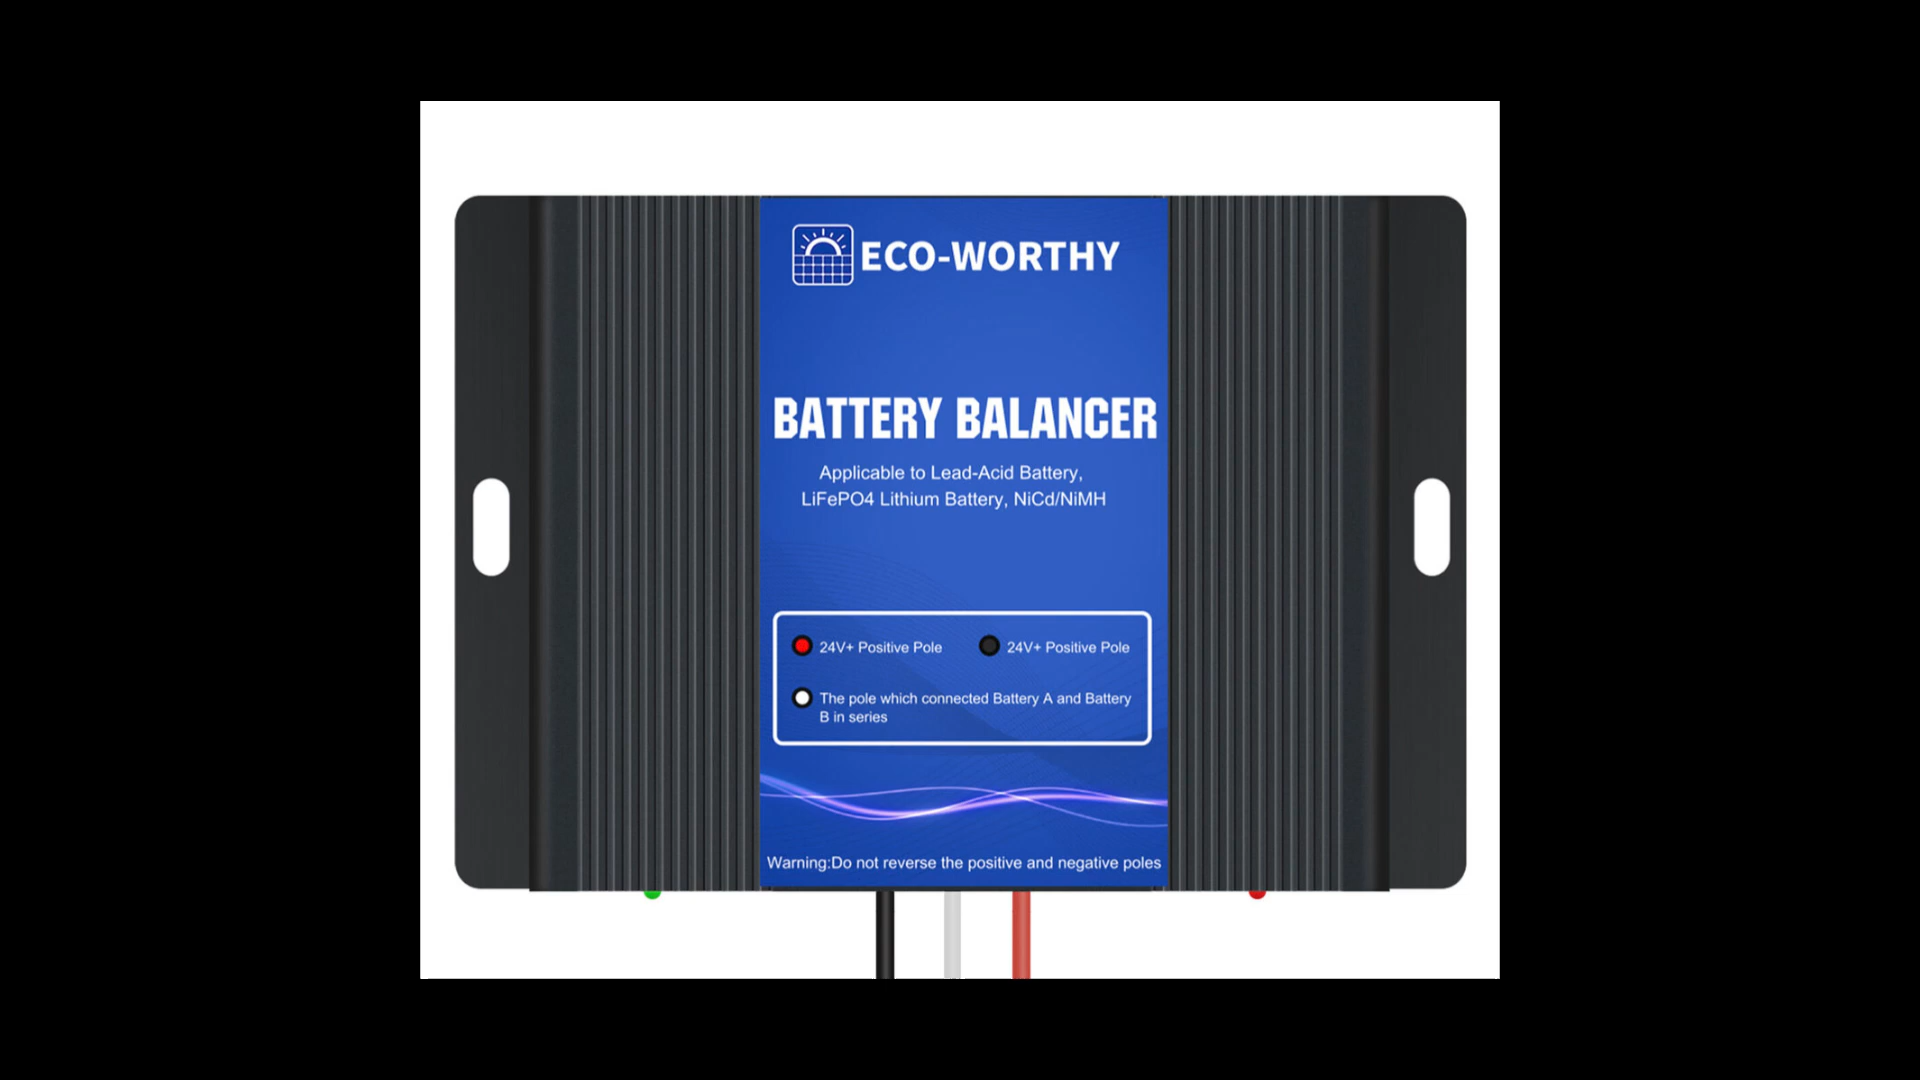 ECO-WORTHY
BATTERY BALANCER
Applicable to Lead-Acid Battery,
LiFePO4 Lithium Battery, NiCd/NiMH
24V+ Positive Pole
24V+ Positive Pole
The pole which connected Battery A and Battery
B in series
Warning:Do not reverse the positive and negative poles